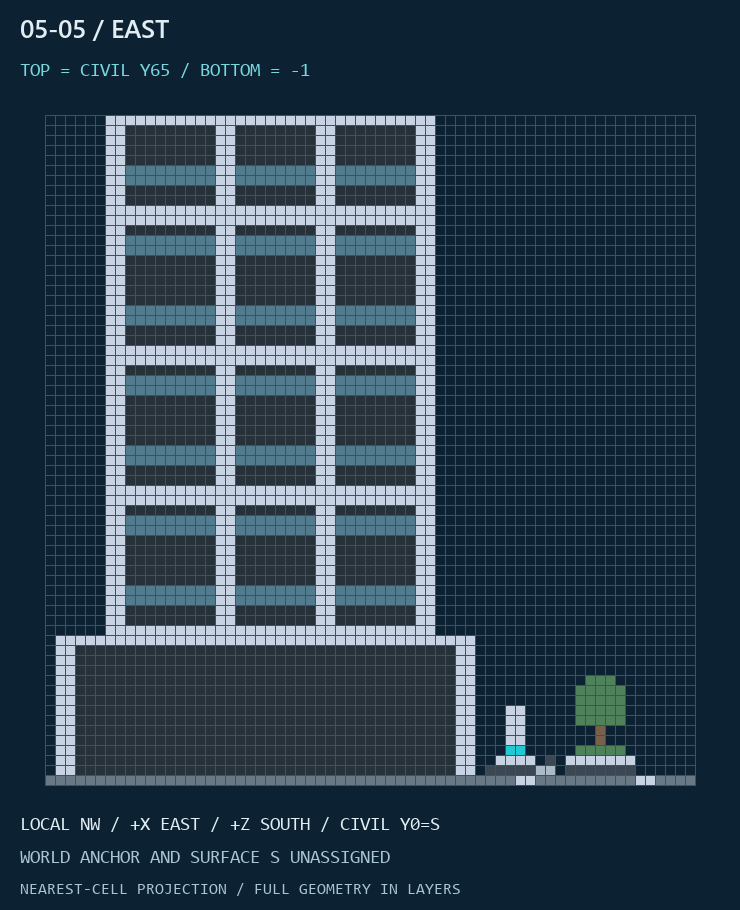 05-05 / EAST
TOP = CIVIL Y65 / BOTTOM = -1
LOCAL NW / +X EAST / +Z SOUTH / CIVIL Y0=S
WORLD ANCHOR AND SURFACE S UNASSIGNED
NEAREST-CELL PROJECTION / FULL GEOMETRY IN LAYERS